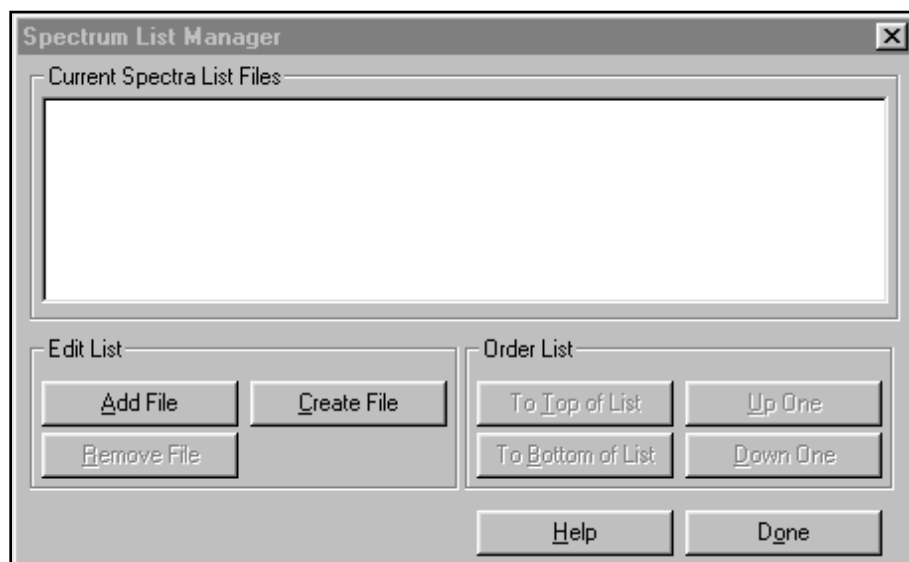 Spectrum List Manager
Current Spectra List Files
Edit List
Add File
Create File
Remove File
Order List
To Top of List
Up One
To Bottom of List
Down One
Help
Done